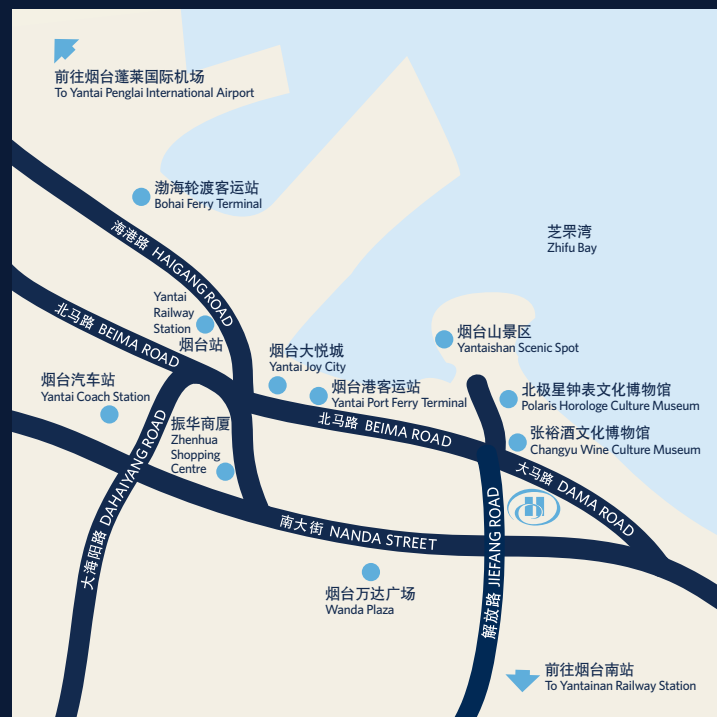 前往烟台蓬莱国际机场
To Yantai Penglai International Airport
渤海轮渡客运站
Bohai Ferry Terminal
海港路 HAIGANG ROAD
芝罘湾
Zhifu Bay
Yantai
Railway
Station
烟台站
北马路 BEIMA ROAD
烟台山景区
Yantaishan Scenic Spot
烟台大悦城
Yantai Joy City
烟台汽车站
Yantai Coach Station
烟台港客运站
Yantai Port Ferry Terminal
北极星钟表文化博物馆
Polaris Horologe Culture Museum
振华商厦
Zhenhua
Shopping
Centre
北马路 BEIMA ROAD
张裕酒文化博物馆
Changyu Wine Culture Museum
大马路 DAMA ROAD
大海阳路 DAHAIYANG ROAD
南大街 NANDA STREET
解放路 JIEFANG ROAD
H
烟台万达广场
Wanda Plaza
前往烟台南站
To Yantainan Railway Station